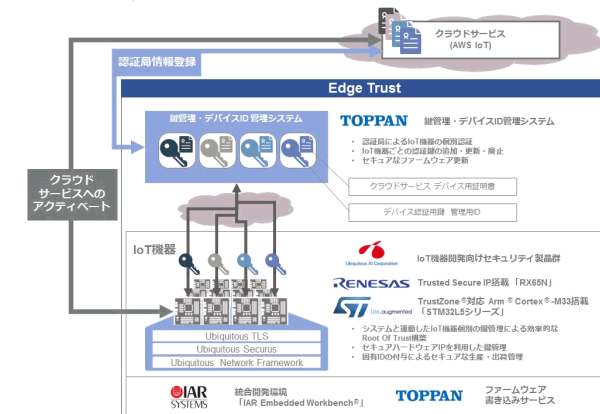 クラウドサービス
(AWS IoT)
認証局情報登録
Edge Trust
鍵管理・デバイスID 管理システム
TOPPAN 鍵管理・デバイスID管理システム
• 認証局によるIoT機器の個別認証
• IoT機器ごとの認証鍵の追加・更新・廃止
• セキュアなファームウェア更新
クラウドサービス デバイス用証明書
デバイス認証用鍵 管理用ID
クラウド
サービスへの
アクティベート
IoT機器
Ubiquitous AI Corporation
IoT機器開発向けセキュリティ製品群
RENESAS Trusted Secure IP搭載 「RX65N」
ST life.augmented
TrustZone®対応 Arm® Cortex®-M33搭載
「STM32L5シリーズ」
• システムと連動したIoT機器個別の鍵管理による効率的な
Root Of Trust構築
• セキュアハードウェアIPを利用した鍵管理
• 固有IDの付与によるセキュアな生産・出荷管理
Ubiquitous TLS
Ubiquitous Securus
Ubiquitous Network Framework
IAR
SYSTEMS
統合開発環境
「IAR Embedded Workbench®」
TOPPAN
ファームウェア
書き込みサービス